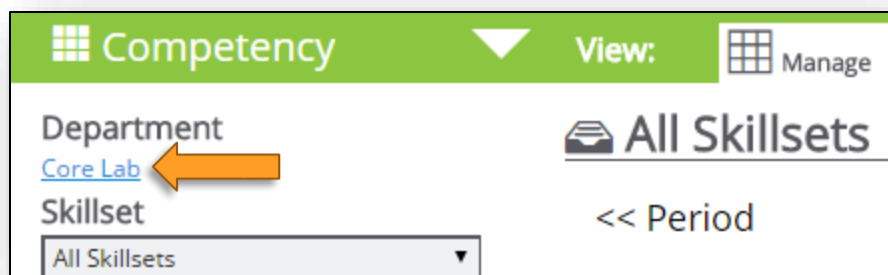 Competency
View:
Manage
Department
Core Lab
Skillset
All Skillsets
All Skillsets
<< Period